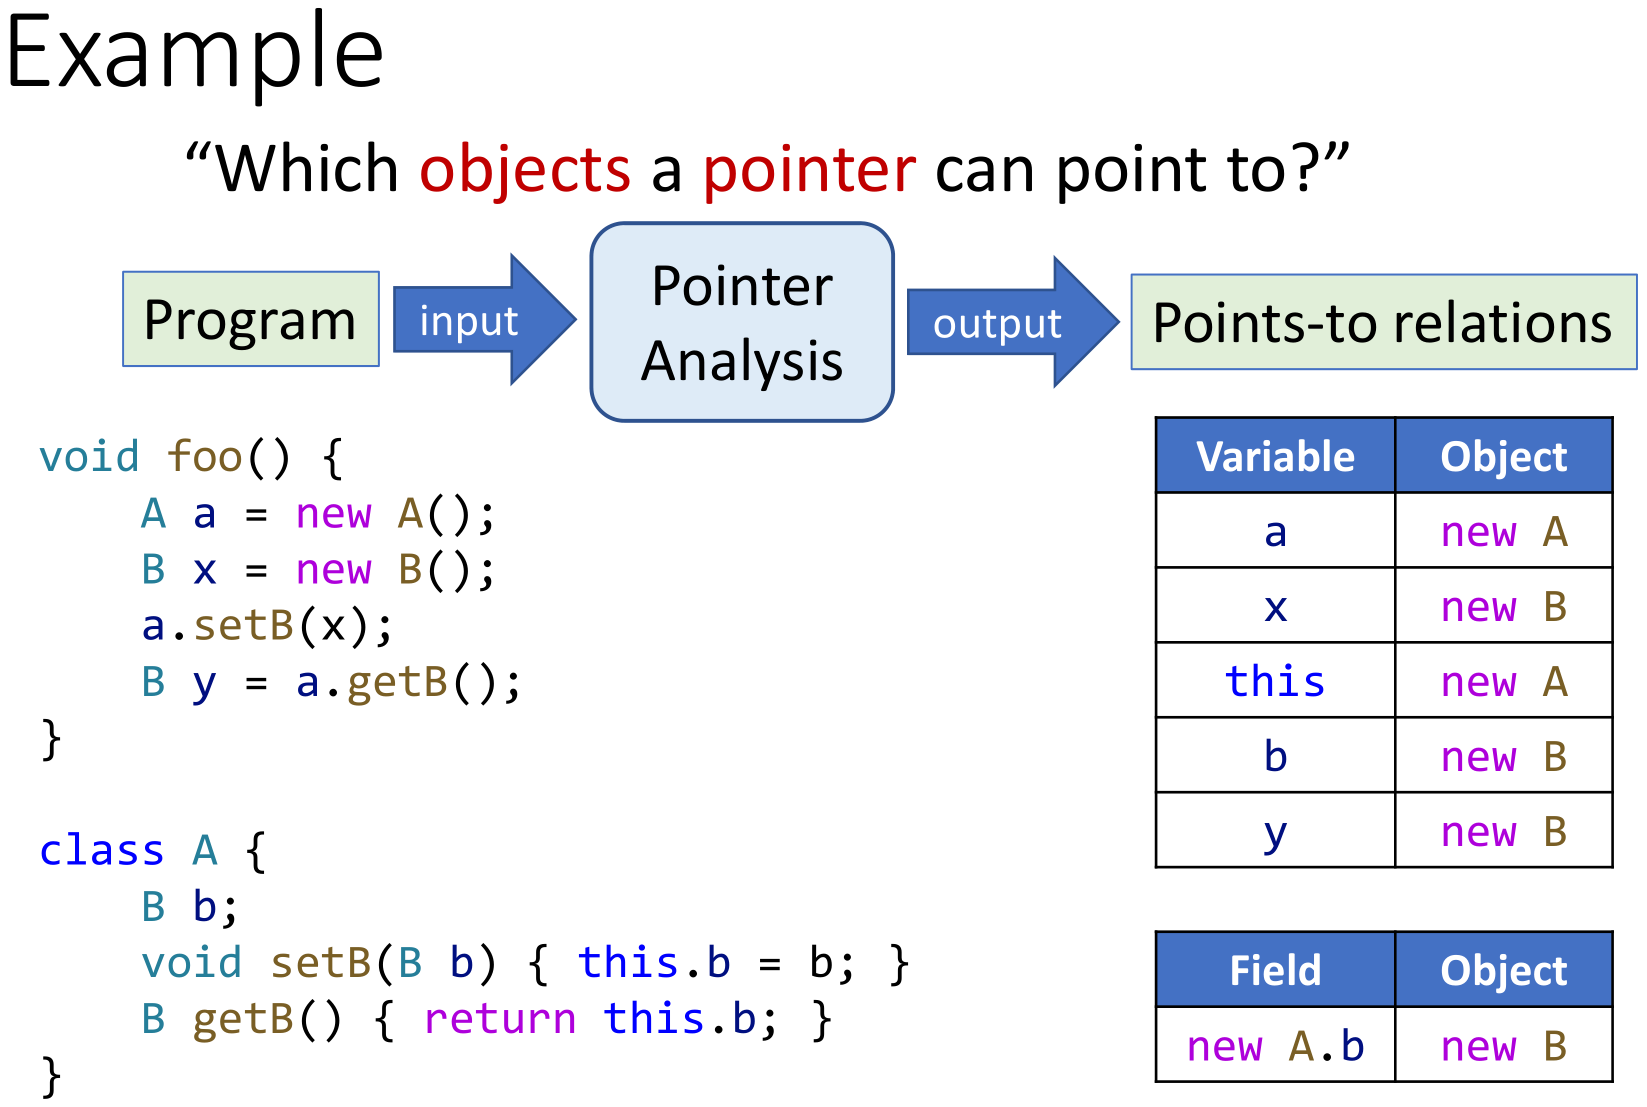 Example
“Which objects a pointer can point to?”
Program
input
Pointer
Analysis
output
Points-to relations
void foo() {
    A a = new A();
    B x = new B();
    a.setB(x);
    B y = a.getB();
}
class A {
    B b;
    void setB(B b) { this.b = b; }
    B getB() { return this.b; }
}
Variable Object
a new A
x new B
this new A
b new B
y new B
Field Object
new A.b new B